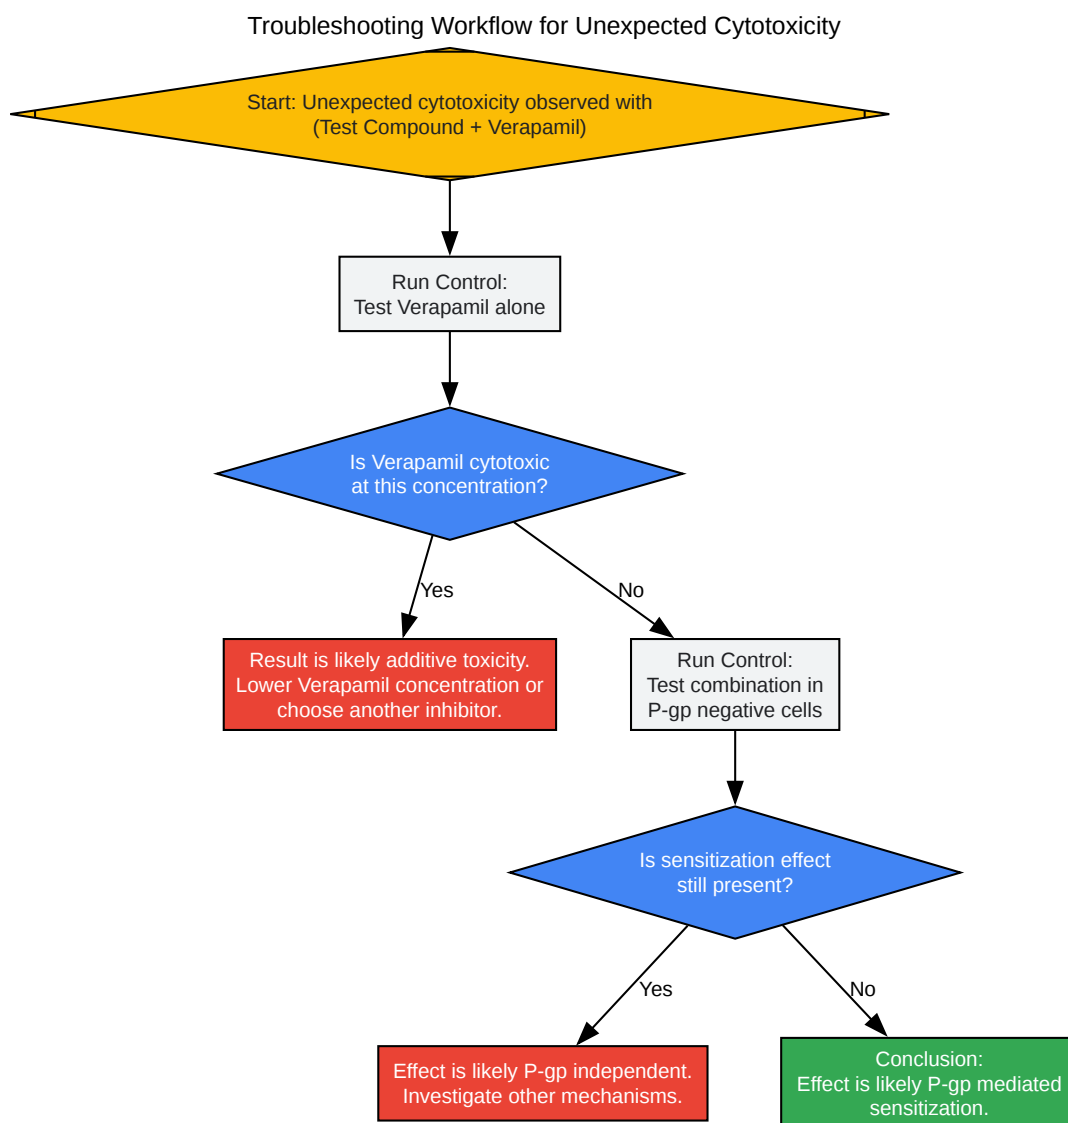 Troubleshooting Workflow for Unexpected Cytotoxicity
Start: Unexpected cytotoxicity observed with
(Test Compound + Verapamil)
Run Control:
Test Verapamil alone
Is Verapamil cytotoxic
at this concentration?
Yes
No
Result is likely additive toxicity.
Lower Verapamil concentration or
choose another inhibitor.
Run Control:
Test combination in
P-gp negative cells
Is sensitization effect
still present?
Yes
No
Effect is likely P-gp independent.
Investigate other mechanisms.
Conclusion:
Effect is likely P-gp mediated
sensitization.